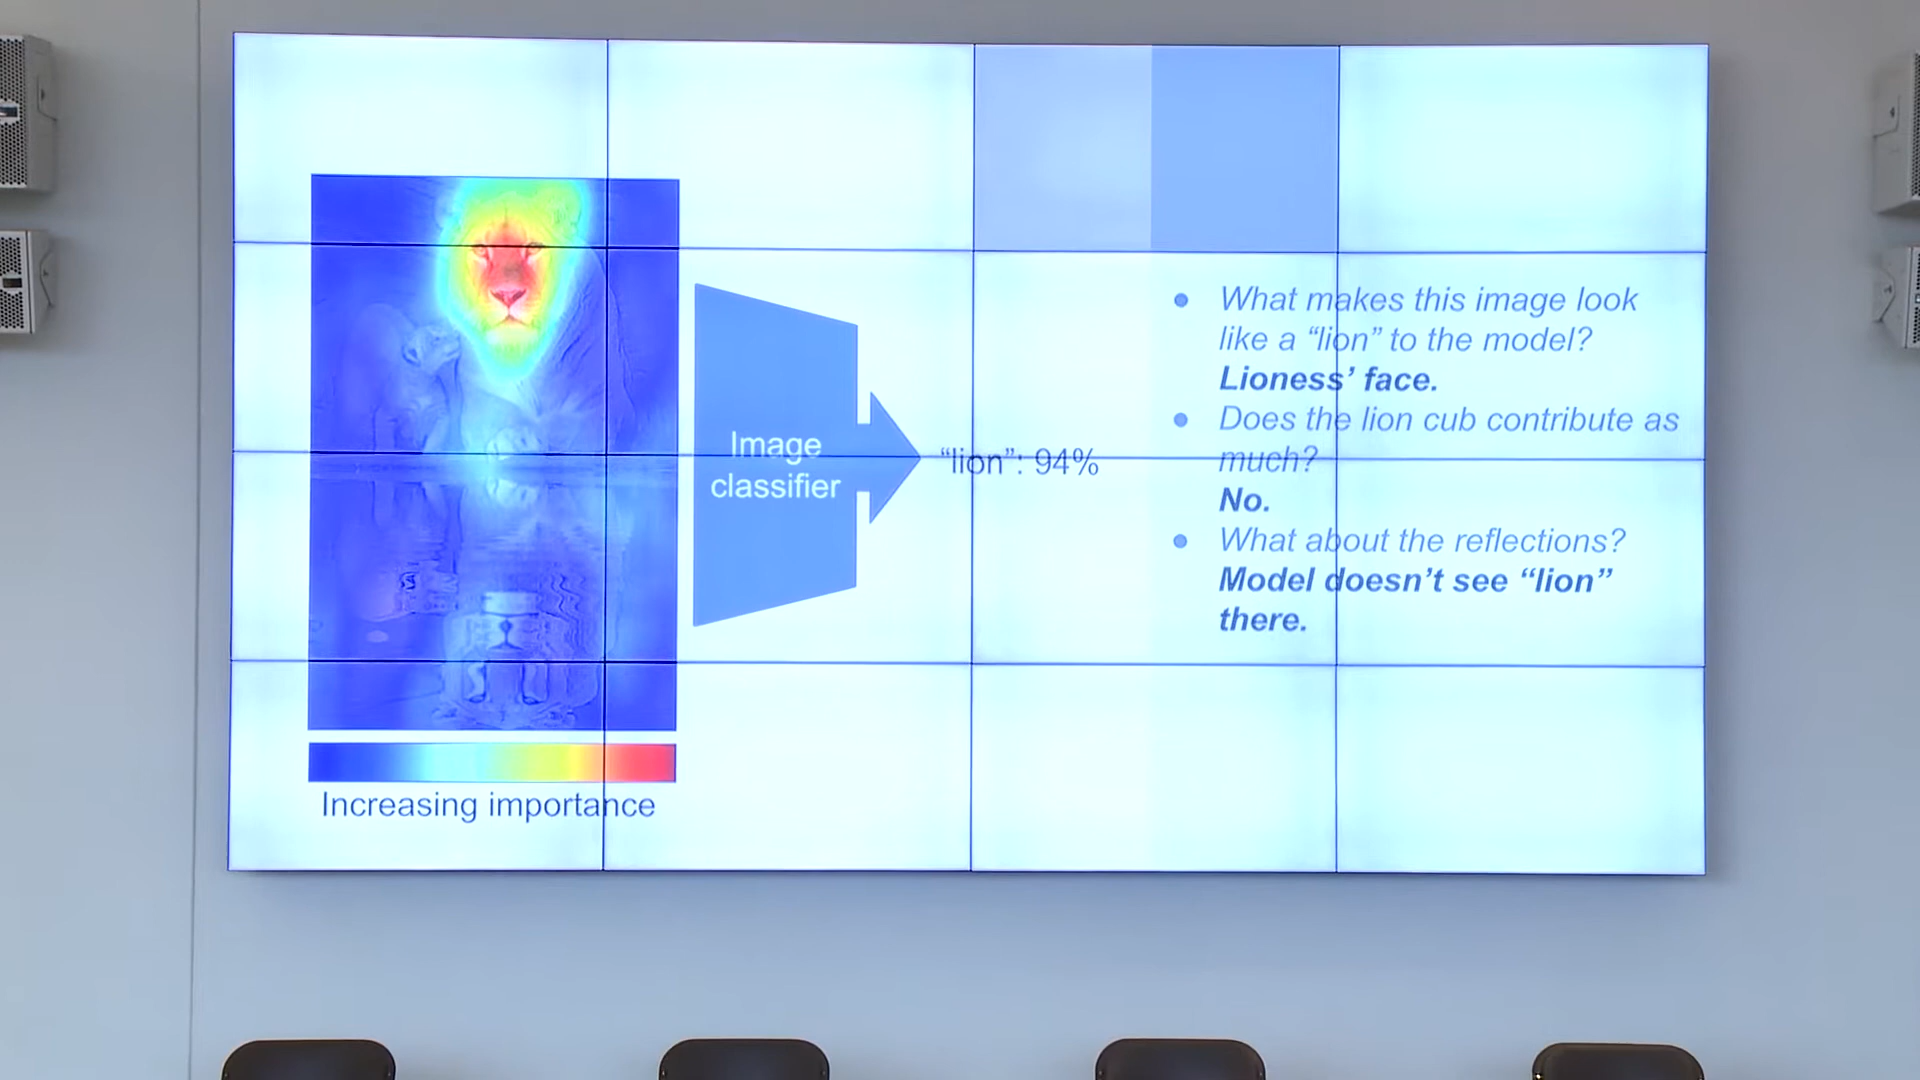 Image
classifier
"lion": 94%
● What makes this image look
like a "lion" to the model?
Lioness' face.
● Does the lion cub contribute as
much?
No.
● What about the reflections?
Model doesn't see "lion"
there.
Increasing importance